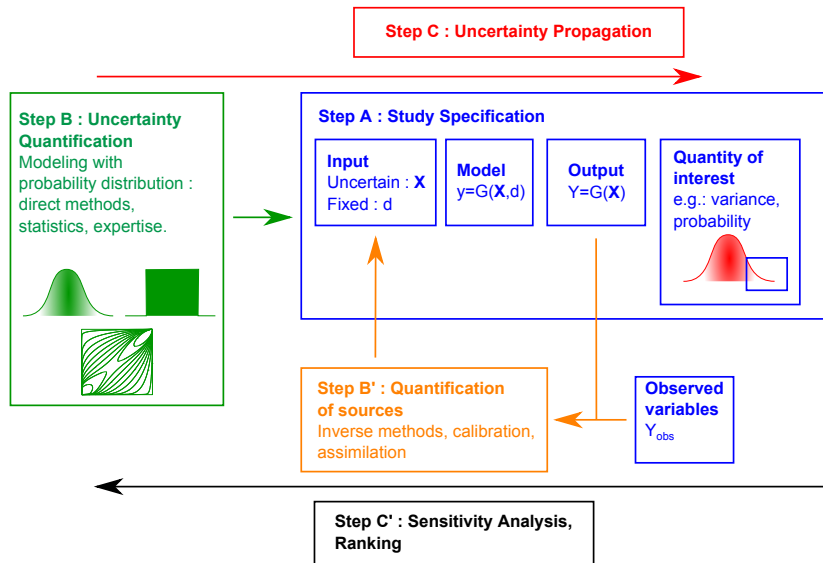 Step C : Uncertainty Propagation
Step B : Uncertainty
Quantification
Modeling with
probability distribution :
direct methods,
statistics, expertise.
Step A : Study Specification
Input
Uncertain : X
Fixed : d
Model
y=G(X,d)
Output
Y=G(X)
Quantity of
interest
e.g.: variance,
probability
Step B' : Quantification
of sources
Inverse methods, calibration,
assimilation
Observed
variables
Yobs
Step C' : Sensitivity Analysis,
Ranking